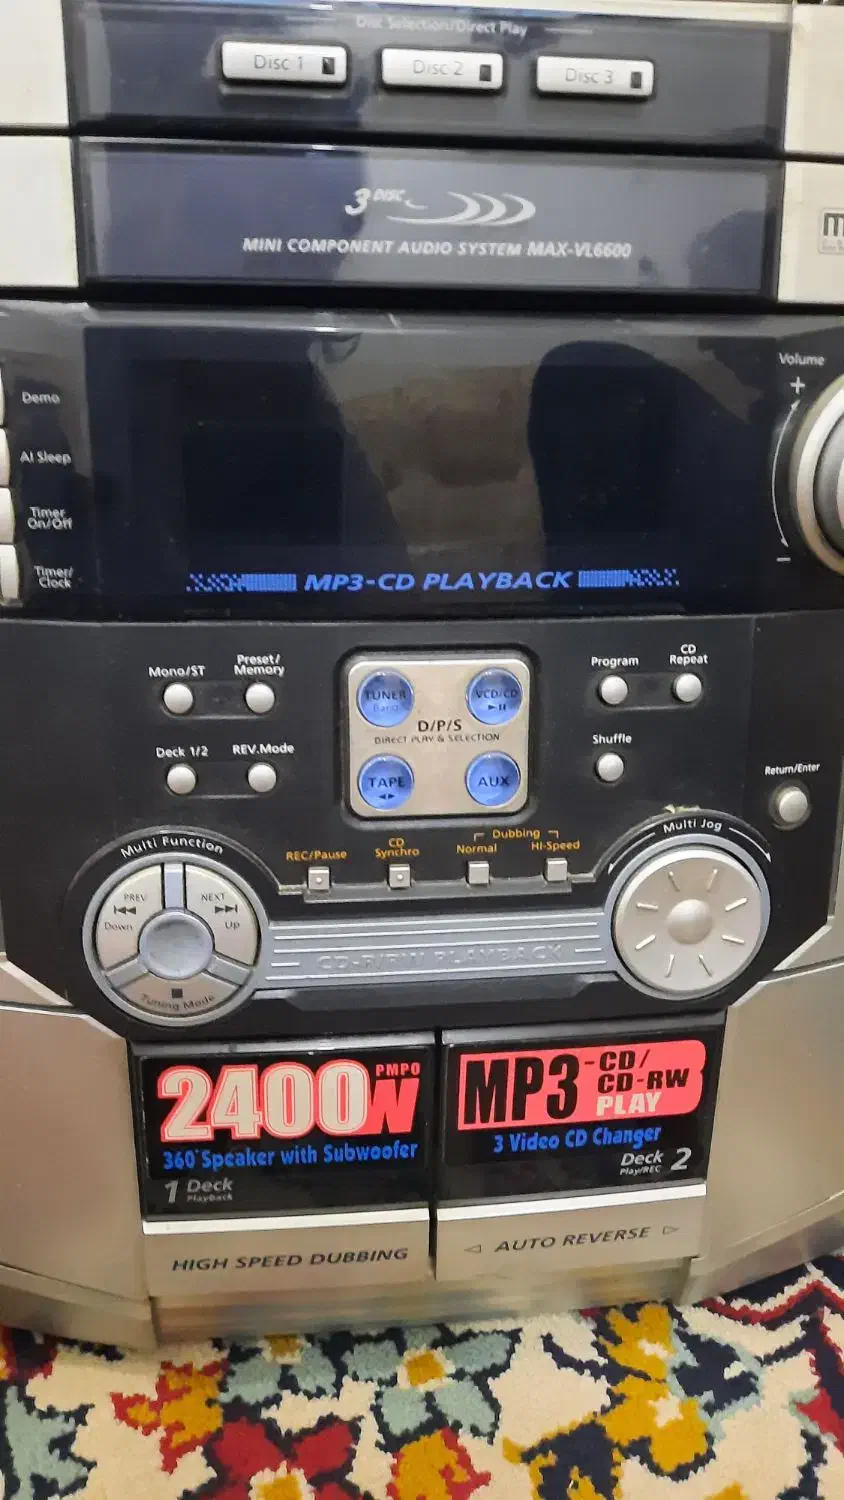 Disc Selection/Direct Play
Disc 1
Disc 2
Disc 3
3 DISC
MINI COMPONENT AUDIO SYSTEM MAX-VL6600
Volume
+
−
Demo
AI Sleep
Timer
On/Off
Timer/
Clock
MP3-CD PLAYBACK
Mono/ST
Preset/
Memory
Deck 1/2
REV.Mode
TUNER
Band
VCD/CD
D/P/S
DIRECT PLAY & SELECTION
TAPE
AUX
Program
CD
Repeat
Shuffle
Return/Enter
Multi Function
PREV
Down
NEXT
Up
Tuning Mode
REC/Pause
CD
Synchro
Dubbing
Normal
HI-Speed
Multi Jog
CD-R/RW PLAYBACK
2400W
PMPO
360° Speaker with Subwoofer
1 Deck
Playback
MP3-CD/
CD-RW
PLAY
3 Video CD Changer
Deck 2
Play/REC
HIGH SPEED DUBBING
AUTO REVERSE